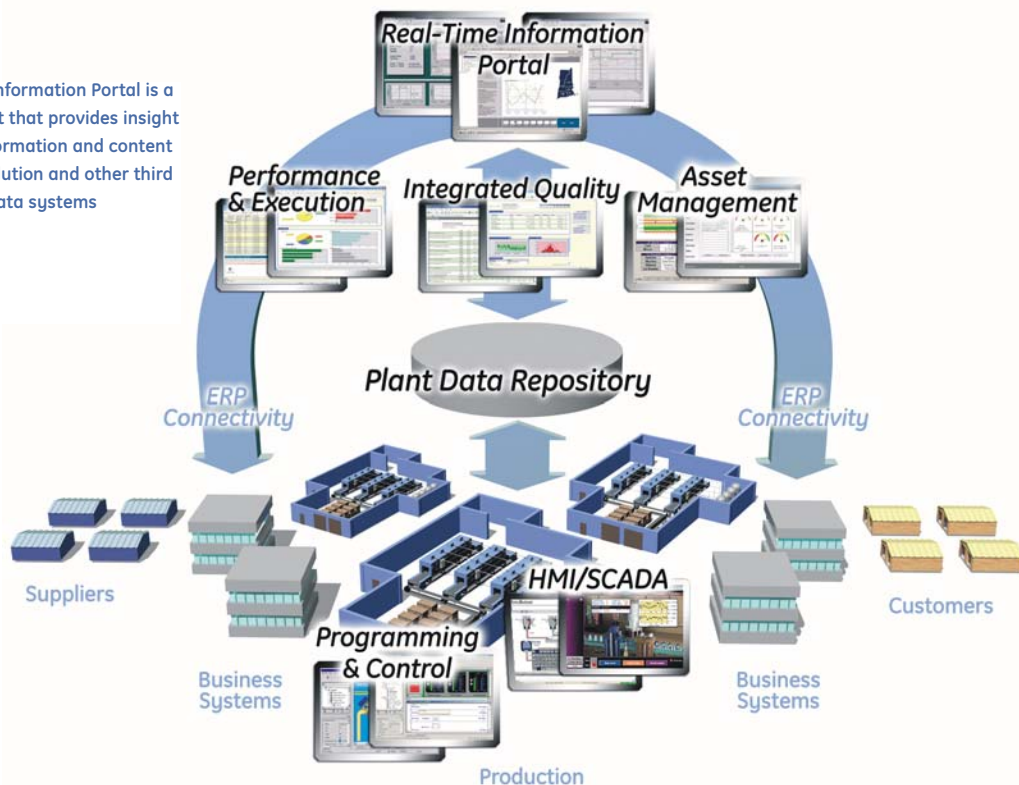 Real-Time Information
Portal
nformation Portal is a
t that provides insight
ormation and content
ution and other third
ata systems
Performance
& Execution
Integrated Quality
Asset
Management
Plant Data Repository
ERP
Connectivity
ERP
Connectivity
Suppliers
HMI/SCADA
Customers
Programming
& Control
Business
Systems
Business
Systems
Production